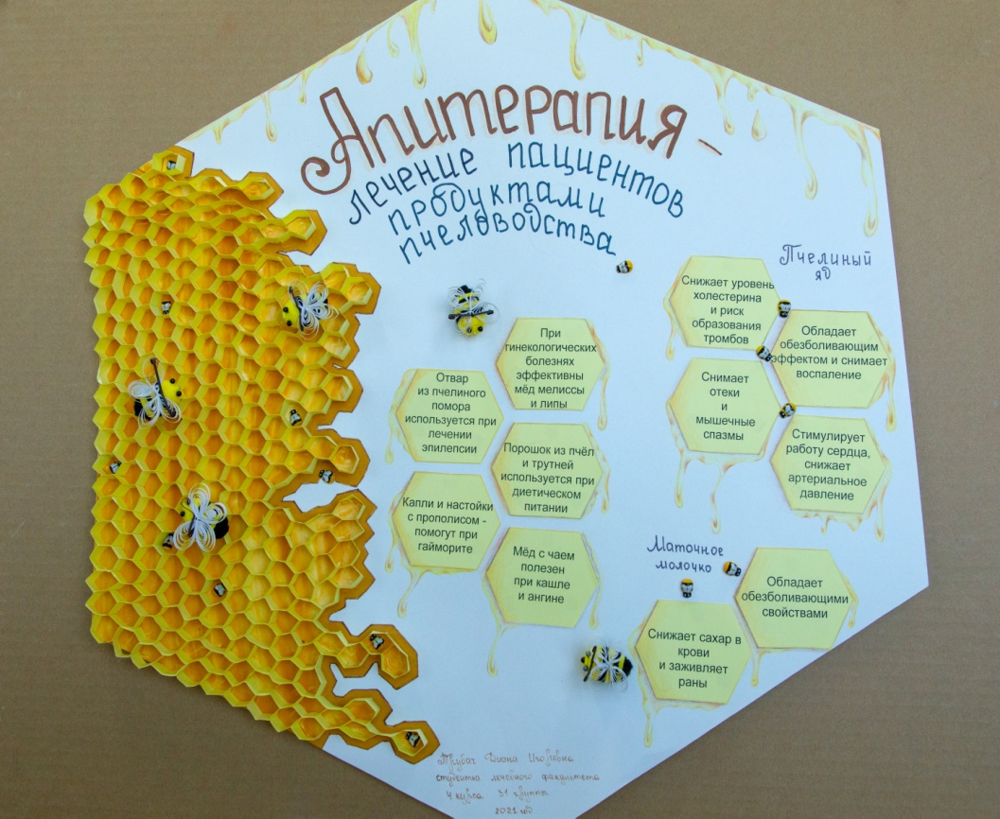 Апитерапия -
лечение пациентов
продуктами
пчеловодства
При
гинекологических
болезнях
эффективны
мёд мелиссы
и липы
Отвар
из пчелиного
помора
используется при
лечении
эпилепсии
Порошок из пчёл
и трутней
используется при
диетическом
питании
Капли и настойки
с прополисом -
помогут при
гайморите
Мёд с чаем
полезен
при кашле
и ангине
Пчелиный
яд
Снижает уровень
холестерина
и риск
образования
тромбов
Обладает
обезболивающим
эффектом и снимает
воспаление
Снимает
отеки
и
мышечные
спазмы
Стимулирует
работу сердца,
снижает
артериальное
давление
Маточное
молочко
Обладает
обезболивающими
свойствами
Снижает сахар в
крови
и заживляет
раны
Диана Игоревна
студентка лечебного факультета
4 курса 31 группы
2021 год